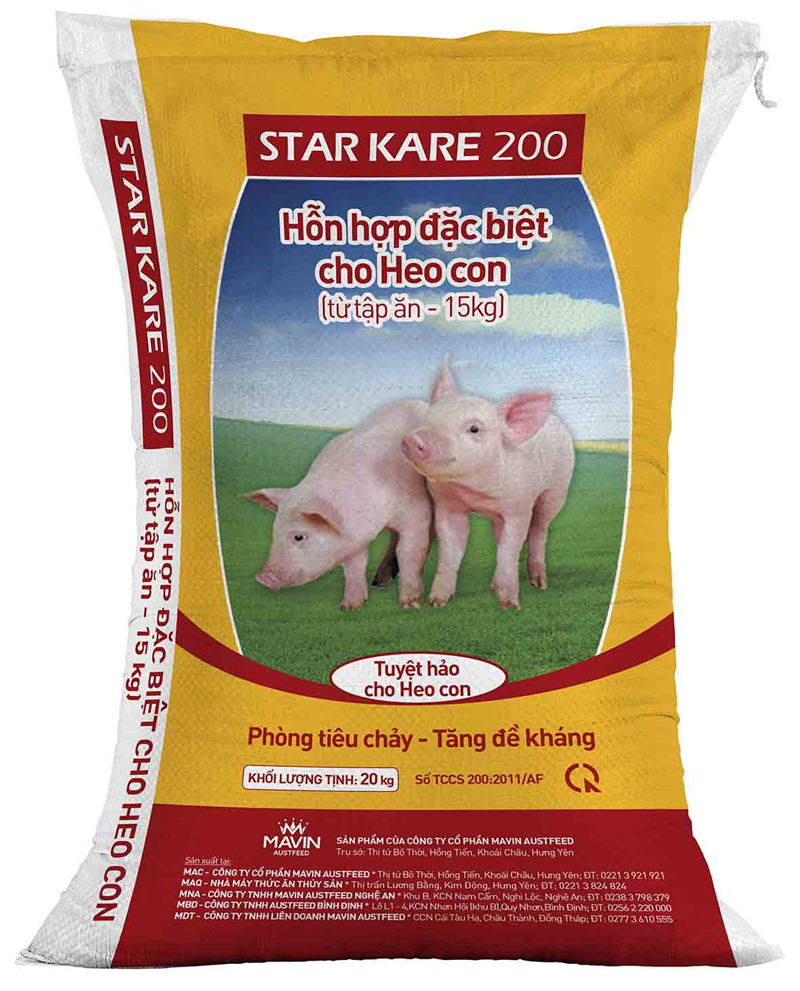 STAR KARE 200
Hỗn hợp đặc biệt
cho Heo con
(từ tập ăn - 15kg)
Tuyệt hảo
cho Heo con
Phòng tiêu chảy - Tăng đề kháng
KHỐI LƯỢNG TỊNH: 20 kg
Số TCCS 200:2011/AF
CR
MAVIN
AUSTFEED
SẢN PHẨM CỦA CÔNG TY CỔ PHẦN MAVIN AUSTFEED
Trụ sở: Thị tứ Bô Thời, Hồng Tiến, Khoái Châu, Hưng Yên
Sản xuất tại:
MAC - CÔNG TY CỔ PHẦN MAVIN AUSTFEED * Thị tứ Bô Thời, Hồng Tiến, Khoái Châu, Hưng Yên; ĐT: 0221 3 921 921
MAQ - NHÀ MÁY THỨC ĂN THỦY SẢN * Thị trấn Lương Bằng, Kim Động, Hưng Yên; ĐT: 0221 3 824 824
MNA - CÔNG TY TNHH MAVIN AUSTFEED NGHỆ AN * Khu B, KCN Nam Cấm, Nghi Lộc, Nghệ An; ĐT: 0238 3 798 379
MBD - CÔNG TY TNHH AUSTFEED BÌNH ĐỊNH * Lô L1 - 4,KCN Nhơn Hội (khu B),Quy Nhơn,Bình Định; ĐT: 0256 2 220 000
MDT - CÔNG TY TNHH LIÊN DOANH MAVIN AUSTFEED * CCN Cái Tàu Hạ, Châu Thành, Đồng Tháp; ĐT: 0277 3 610 555
STAR KARE 200
HỖN HỢP ĐẶC BIỆT CHO HEO CON
(từ tập ăn - 15 kg)